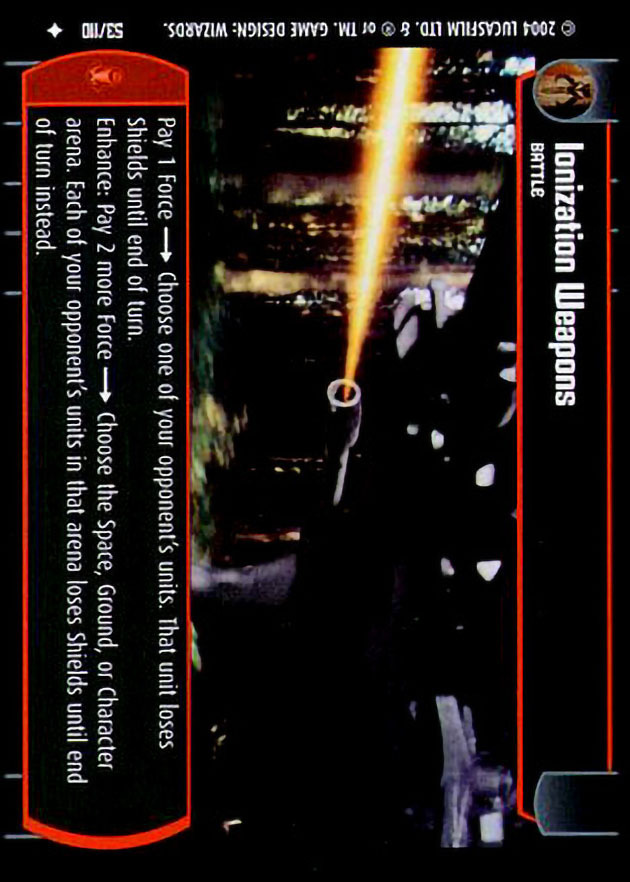 Ionization Weapons
BATTLE
Pay 1 Force → Choose one of your opponent's units. That unit loses
Shields until end of turn.
Enhance: Pay 2 more Force → Choose the Space, Ground, or Character
arena. Each of your opponent's units in that arena loses Shields until end
of turn instead.
© 2004 LUCASFILM LTD. & ® or TM. GAME DESIGN: WIZARDS.
53/110